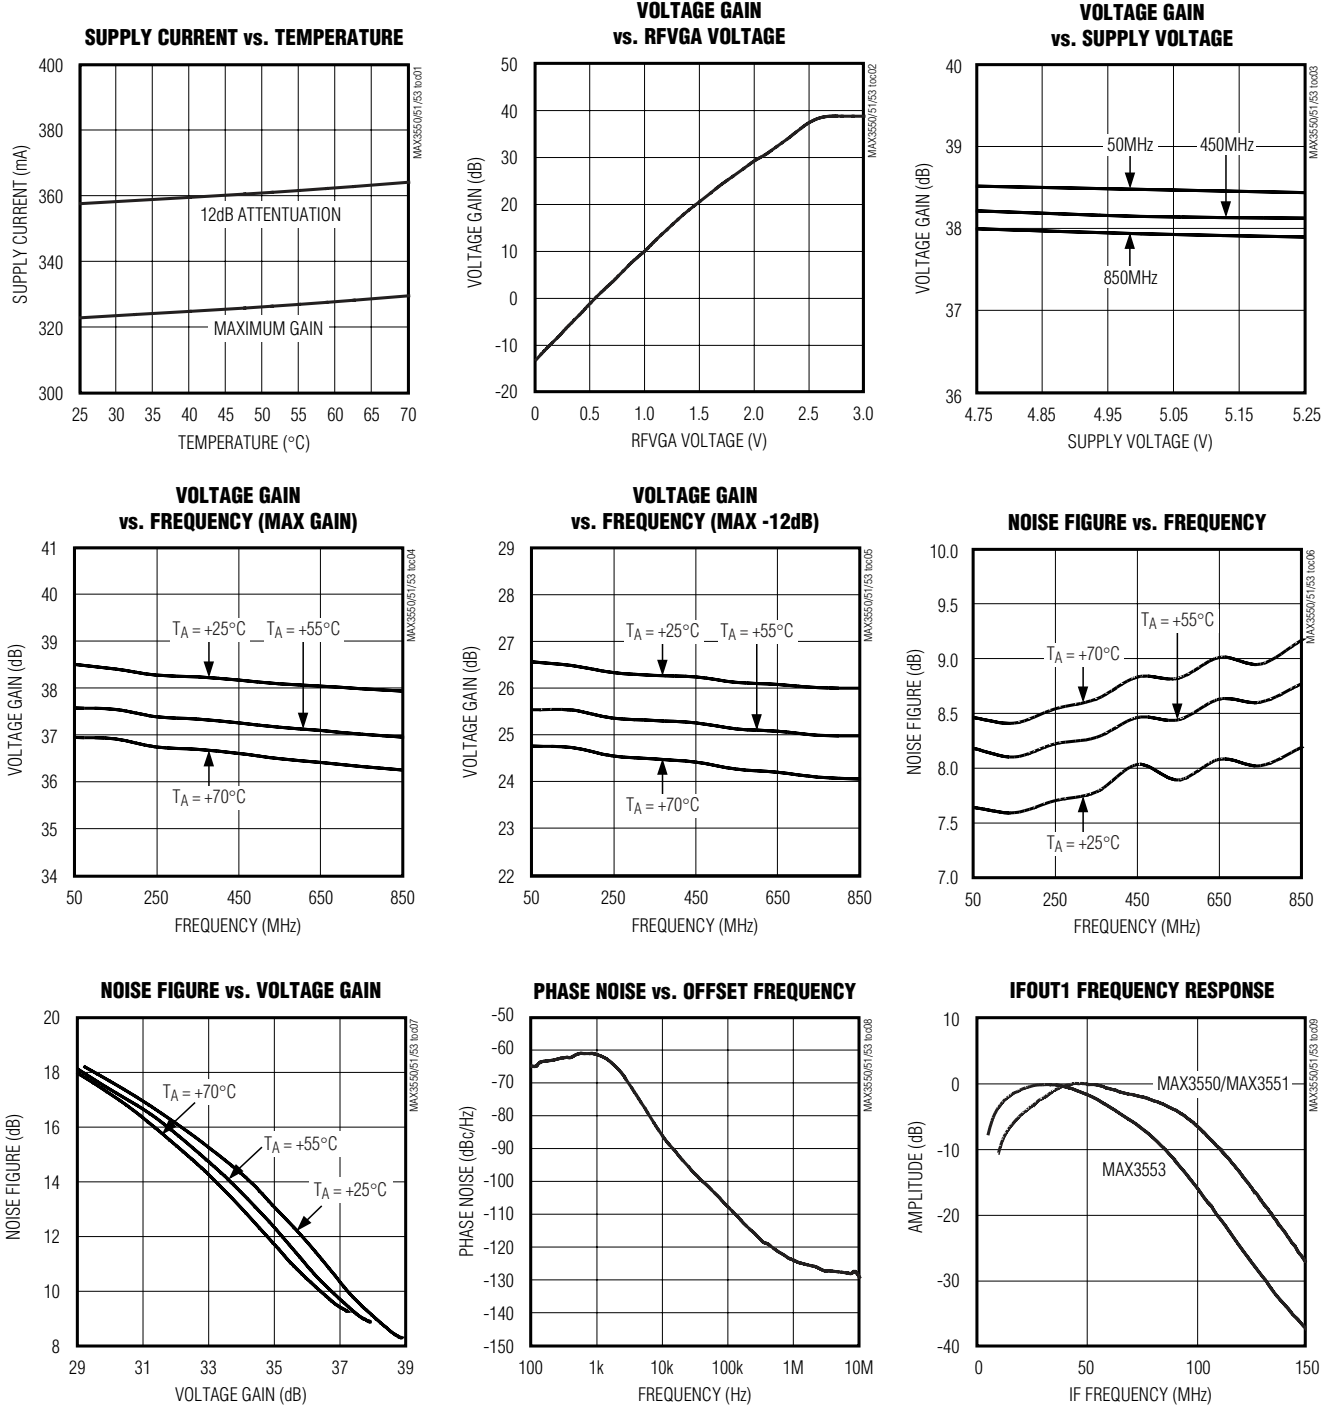 SUPPLY CURRENT vs. TEMPERATURE
400
380
360
340
320
300
SUPPLY CURRENT (mA)
12dB ATTENTUATION
MAXIMUM GAIN
25 30 35 40 45 50 55 60 65 70
TEMPERATURE (°C)
MAX3550/51/53 toc01
VOLTAGE GAIN
vs. RFVGA VOLTAGE
50
40
30
20
10
0
-10
-20
VOLTAGE GAIN (dB)
0 0.5 1.0 1.5 2.0 2.5 3.0
RFVGA VOLTAGE (V)
MAX3550/51/53 toc02
VOLTAGE GAIN
vs. SUPPLY VOLTAGE
40
39
38
37
36
VOLTAGE GAIN (dB)
50MHz
450MHz
850MHz
4.75 4.85 4.95 5.05 5.15 5.25
SUPPLY VOLTAGE (V)
MAX3550/51/53 toc03
VOLTAGE GAIN
vs. FREQUENCY (MAX GAIN)
41
40
39
38
37
36
35
34
VOLTAGE GAIN (dB)
TA = +25°C
TA = +55°C
TA = +70°C
50 250 450 650 850
FREQUENCY (MHz)
MAX3550/51/53 toc04
VOLTAGE GAIN
vs. FREQUENCY (MAX -12dB)
29
28
27
26
25
24
23
22
VOLTAGE GAIN (dB)
TA = +25°C
TA = +55°C
TA = +70°C
50 250 450 650 850
FREQUENCY (MHz)
MAX3550/51/53 toc05
NOISE FIGURE vs. FREQUENCY
10.0
9.5
9.0
8.5
8.0
7.5
7.0
NOISE FIGURE (dB)
TA = +55°C
TA = +70°C
TA = +25°C
50 250 450 650 850
FREQUENCY (MHz)
MAX3550/51/53 toc06
NOISE FIGURE vs. VOLTAGE GAIN
20
18
16
14
12
10
8
NOISE FIGURE (dB)
TA = +70°C
TA = +55°C
TA = +25°C
29 31 33 35 37 39
VOLTAGE GAIN (dB)
MAX3550/51/53 toc07
PHASE NOISE vs. OFFSET FREQUENCY
-50
-60
-70
-80
-90
-100
-110
-120
-130
-140
-150
PHASE NOISE (dBc/Hz)
100 1k 10k 100k 1M 10M
FREQUENCY (Hz)
MAX3550/51/53 toc08
IFOUT1 FREQUENCY RESPONSE
10
0
-10
-20
-30
-40
AMPLITUDE (dB)
MAX3550/MAX3551
MAX3553
0 50 100 150
IF FREQUENCY (MHz)
MAX3550/51/53 toc09